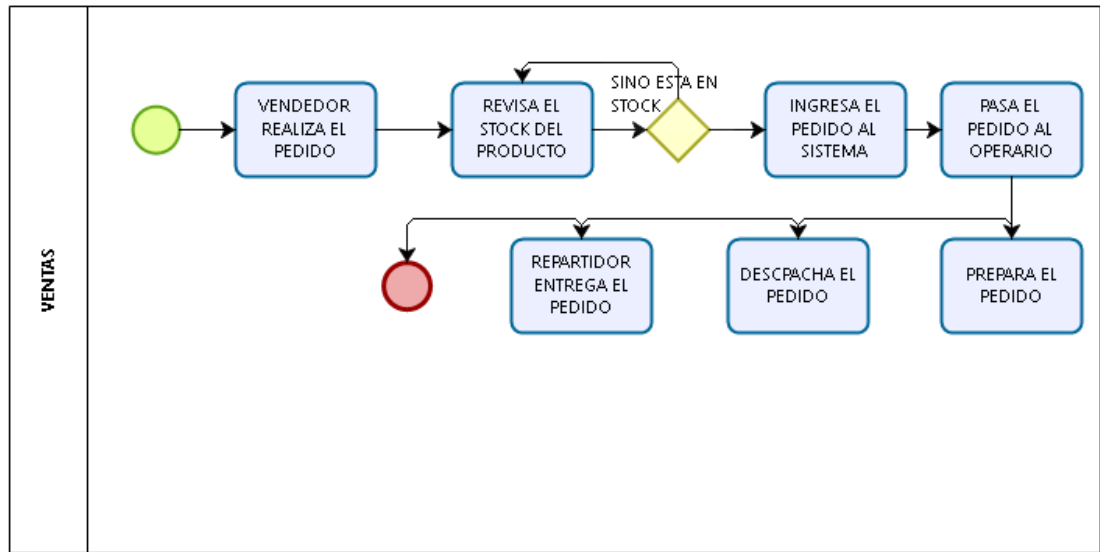 VENTAS
VENDEDOR
REALIZA EL
PEDIDO
REVISA EL
STOCK DEL
PRODUCTO
SINO ESTA EN
STOCK
INGRESA EL
PEDIDO AL
SISTEMA
PASA EL
PEDIDO AL
OPERARIO
REPARTIDOR
ENTREGA EL
PEDIDO
DESCPACHA EL
PEDIDO
PREPARA EL
PEDIDO